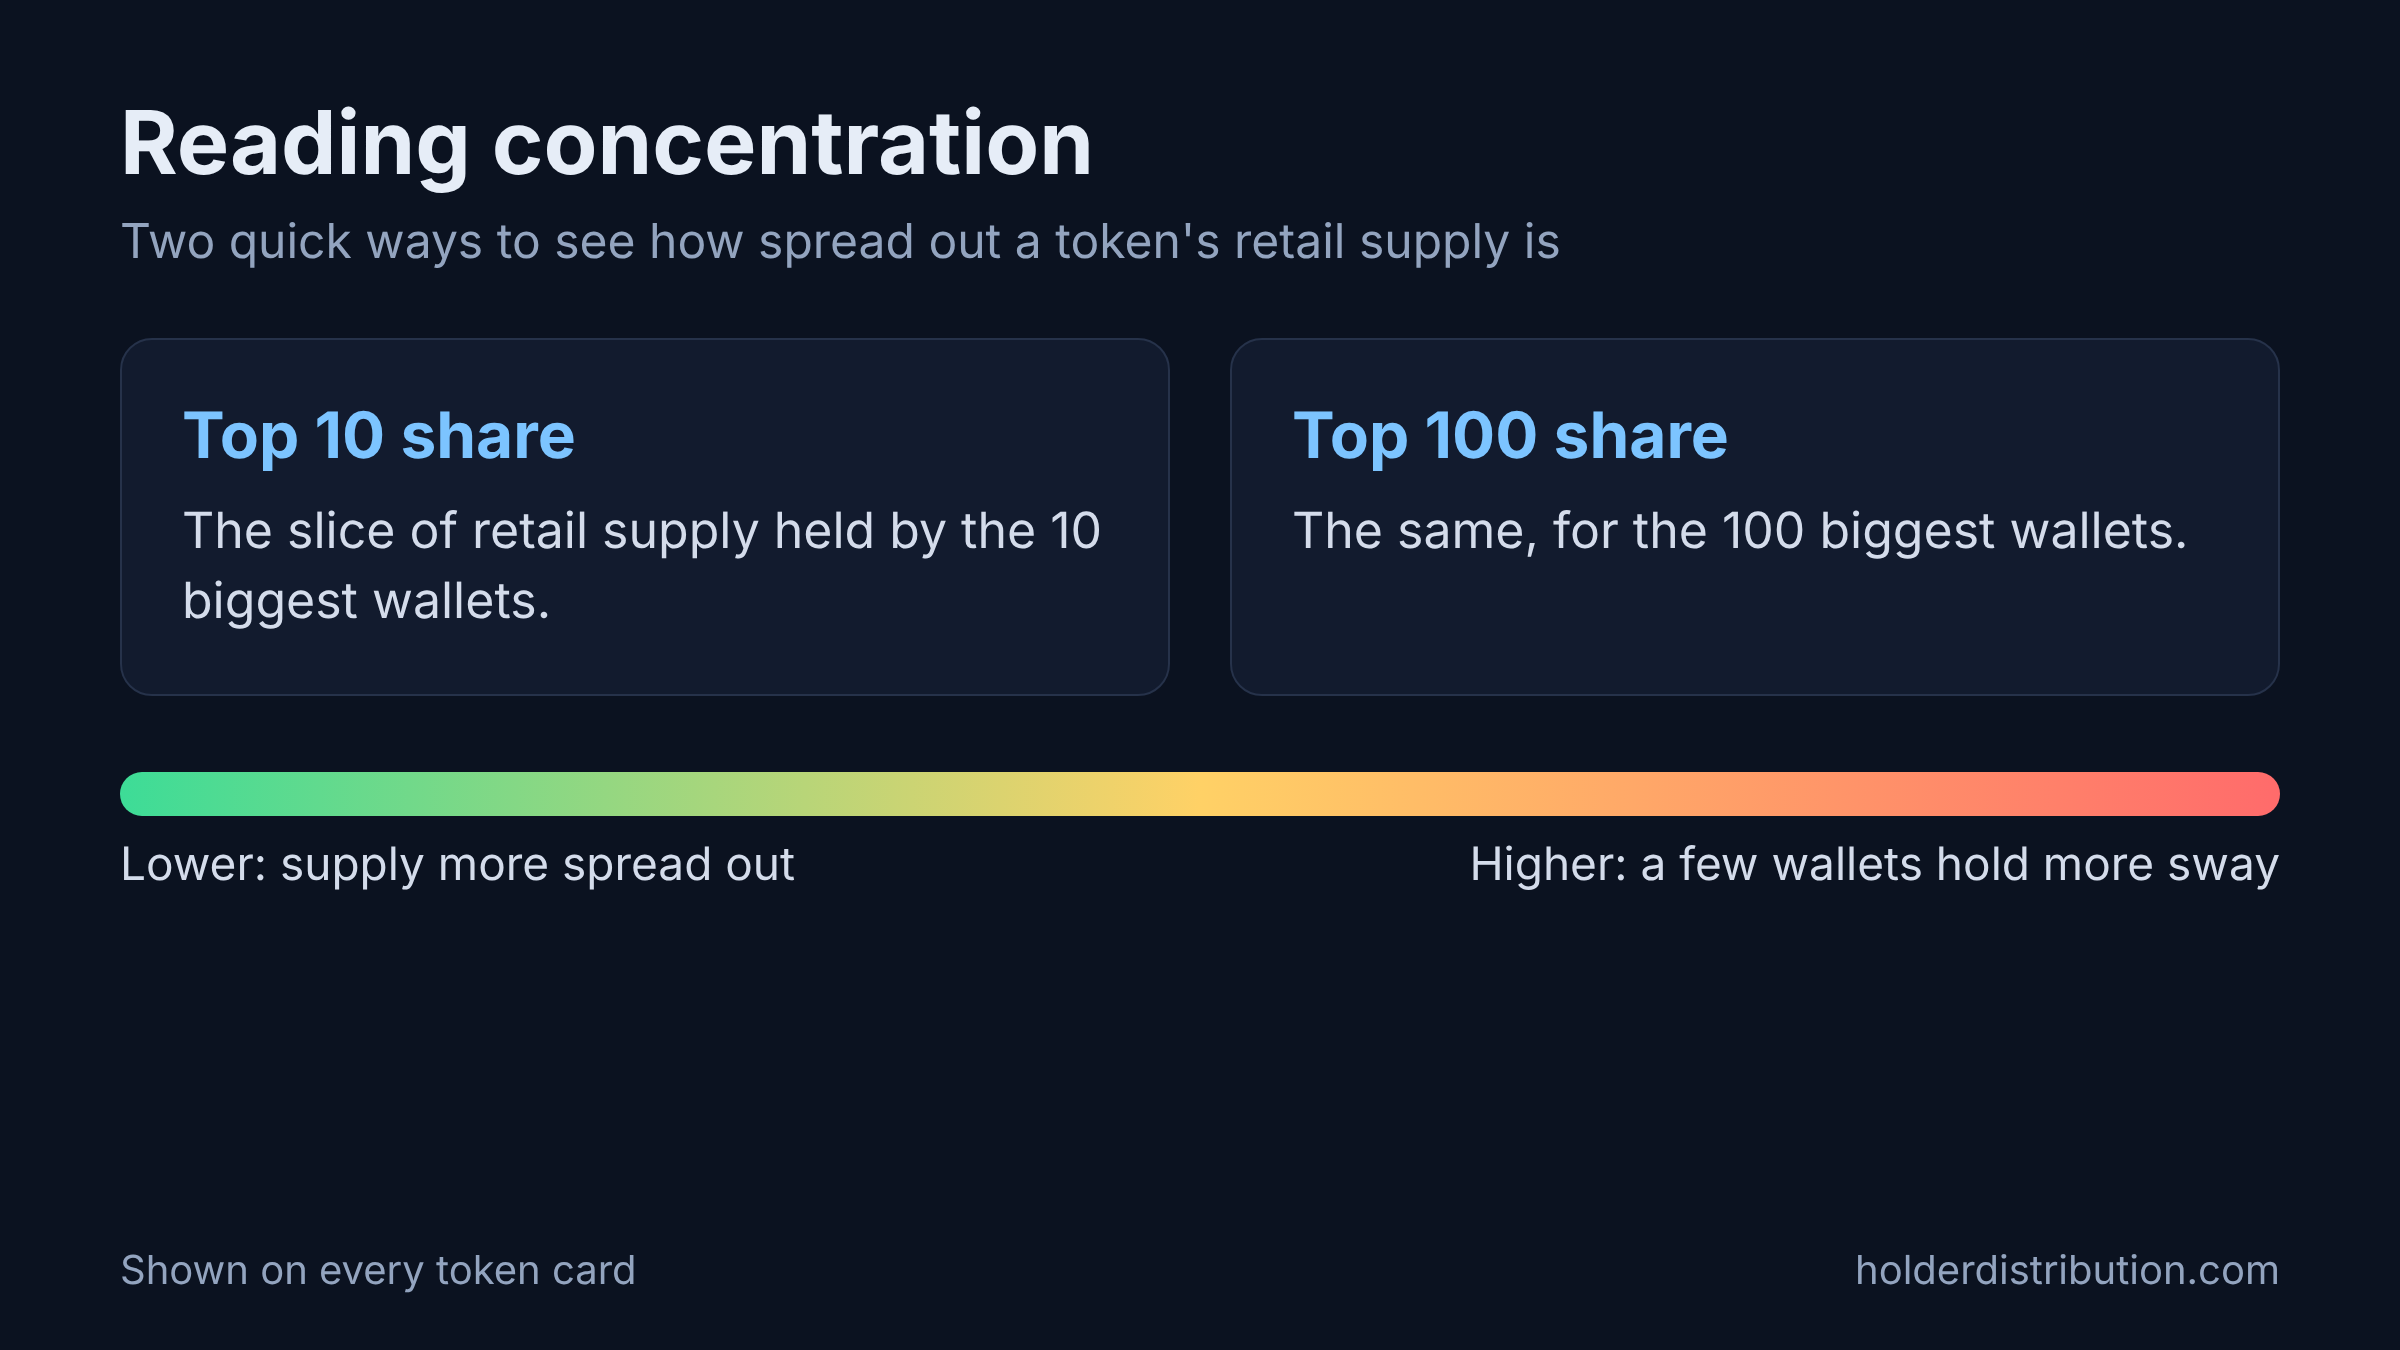 Reading concentration
Two quick ways to see how spread out a token's retail supply is
Top 10 share
The slice of retail supply held by the 10
biggest wallets.
Top 100 share
The same, for the 100 biggest wallets.
Lower: supply more spread out
Higher: a few wallets hold more sway
Shown on every token card
holderdistribution.com